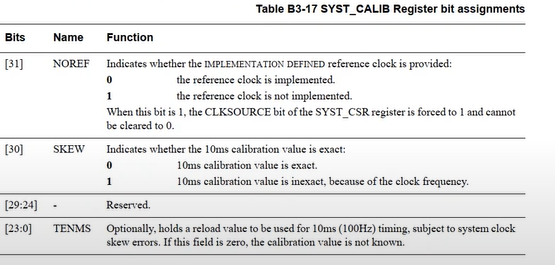 Table B3-17 SYST_CALIB Register bit assignments
Bits Name Function
[31] NOREF Indicates whether the IMPLEMENTATION DEFINED reference clock is provided:
0 the reference clock is implemented.
1 the reference clock is not implemented.
When this bit is 1, the CLKSOURCE bit of the SYST_CSR register is forced to 1 and cannot
be cleared to 0.
[30] SKEW Indicates whether the 10ms calibration value is exact:
0 10ms calibration value is exact.
1 10ms calibration value is inexact, because of the clock frequency.
[29:24] - Reserved.
[23:0] TENMS Optionally, holds a reload value to be used for 10ms (100Hz) timing, subject to system clock
skew errors. If this field is zero, the calibration value is not known.